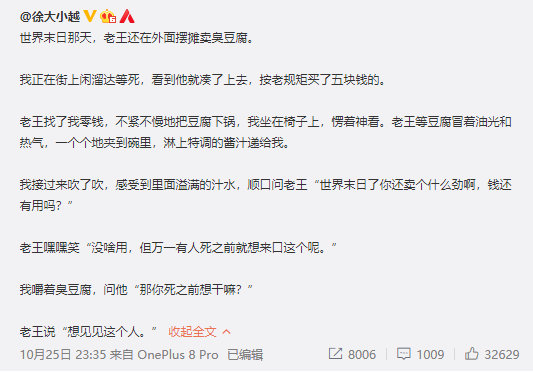 @徐大小越
世界末日那天，老王还在外面摆摊卖臭豆腐。
我正在街上闲溜达等死，看到他就凑了上去，按老规矩买了五块钱的。
老王找了我零钱，不紧不慢地把豆腐下锅，我坐在椅子上，愣着神看。老王等豆腐冒着油光和
热气，一个个地夹到碗里，淋上特调的酱汁递给我。
我接过来吹了吹，感受到里面溢满的汁水，顺口问老王“世界末日了你还卖个什么劲啊，钱还
有用吗？”
老王嘿嘿笑“没啥用，但万一有人死之前就想来口这个呢。”
我嚼着臭豆腐，问他“那你死之前想干嘛？”
老王说“想见见这个人。” 收起全文
10月25日 23:35 来自 OnePlus 8 Pro 已编辑 8006 1009 32629